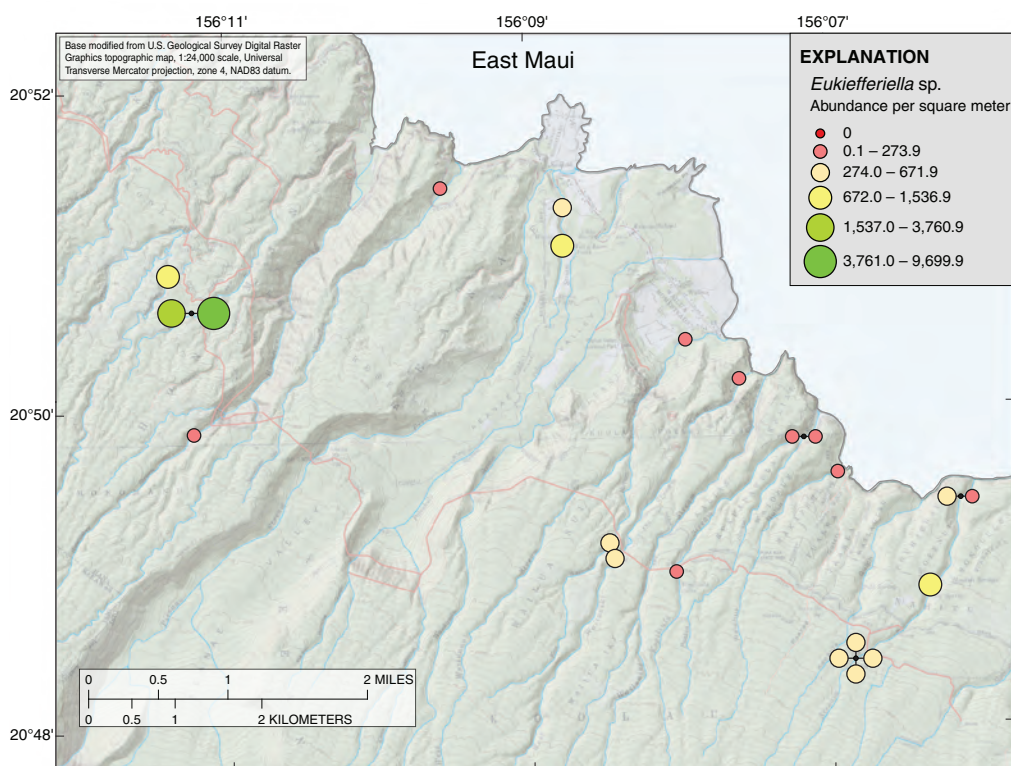 156°11' 156°09' 156°07'
Base modified from U.S. Geological Survey Digital Raster
Graphics topographic map, 1:24,000 scale, Universal
Transverse Mercator projection, zone 4, NAD83 datum.
East Maui
EXPLANATION
Eukiefferiella sp.
Abundance per square meter
0
0.1 – 273.9
274.0 – 671.9
672.0 – 1,536.9
1,537.0 – 3,760.9
3,761.0 – 9,699.9
20°52'
20°50'
20°48'
0 0.5 1 2 MILES
0 0.5 1 2 KILOMETERS